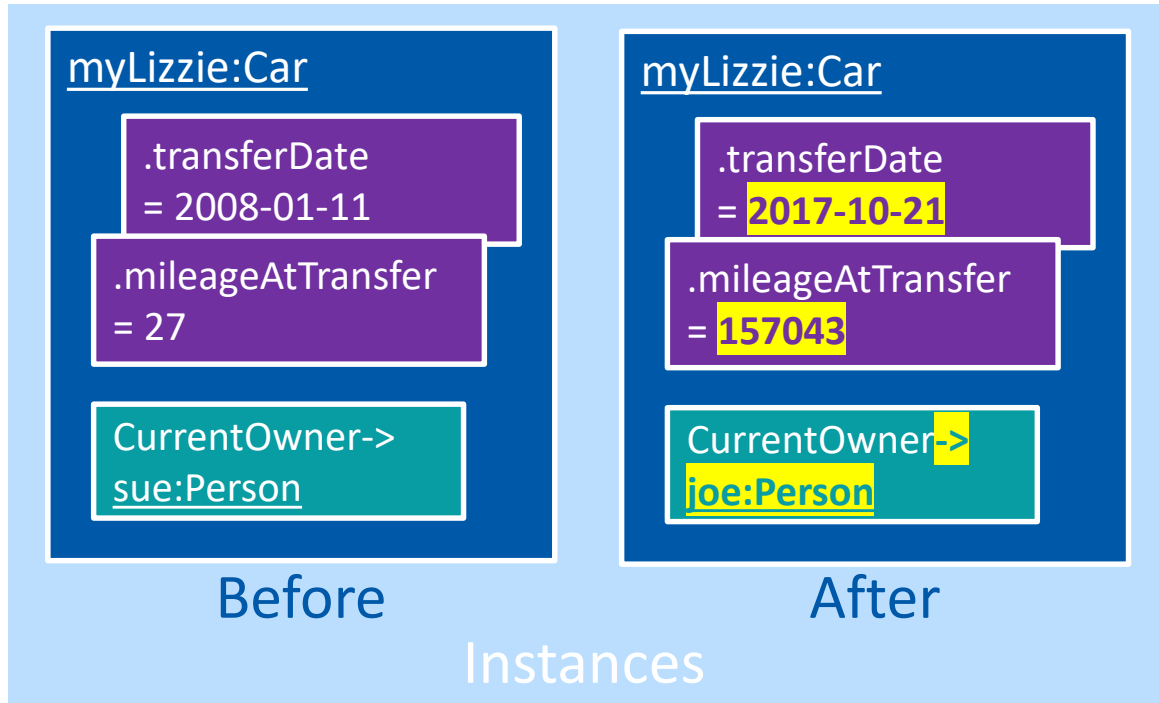 myLizzie:Car
.transferDate
= 2008-01-11
.mileageAtTransfer
= 27
CurrentOwner->
sue:Person
Before
myLizzie:Car
.transferDate
= 2017-10-21
.mileageAtTransfer
= 157043
CurrentOwner->
joe:Person
After
Instances